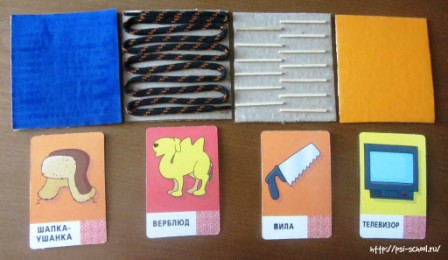 ШАПКА-
УШАНКА
ВЕРБЛЮД
ПИЛА
ТЕЛЕВИЗОР
http://psi-school.ru/